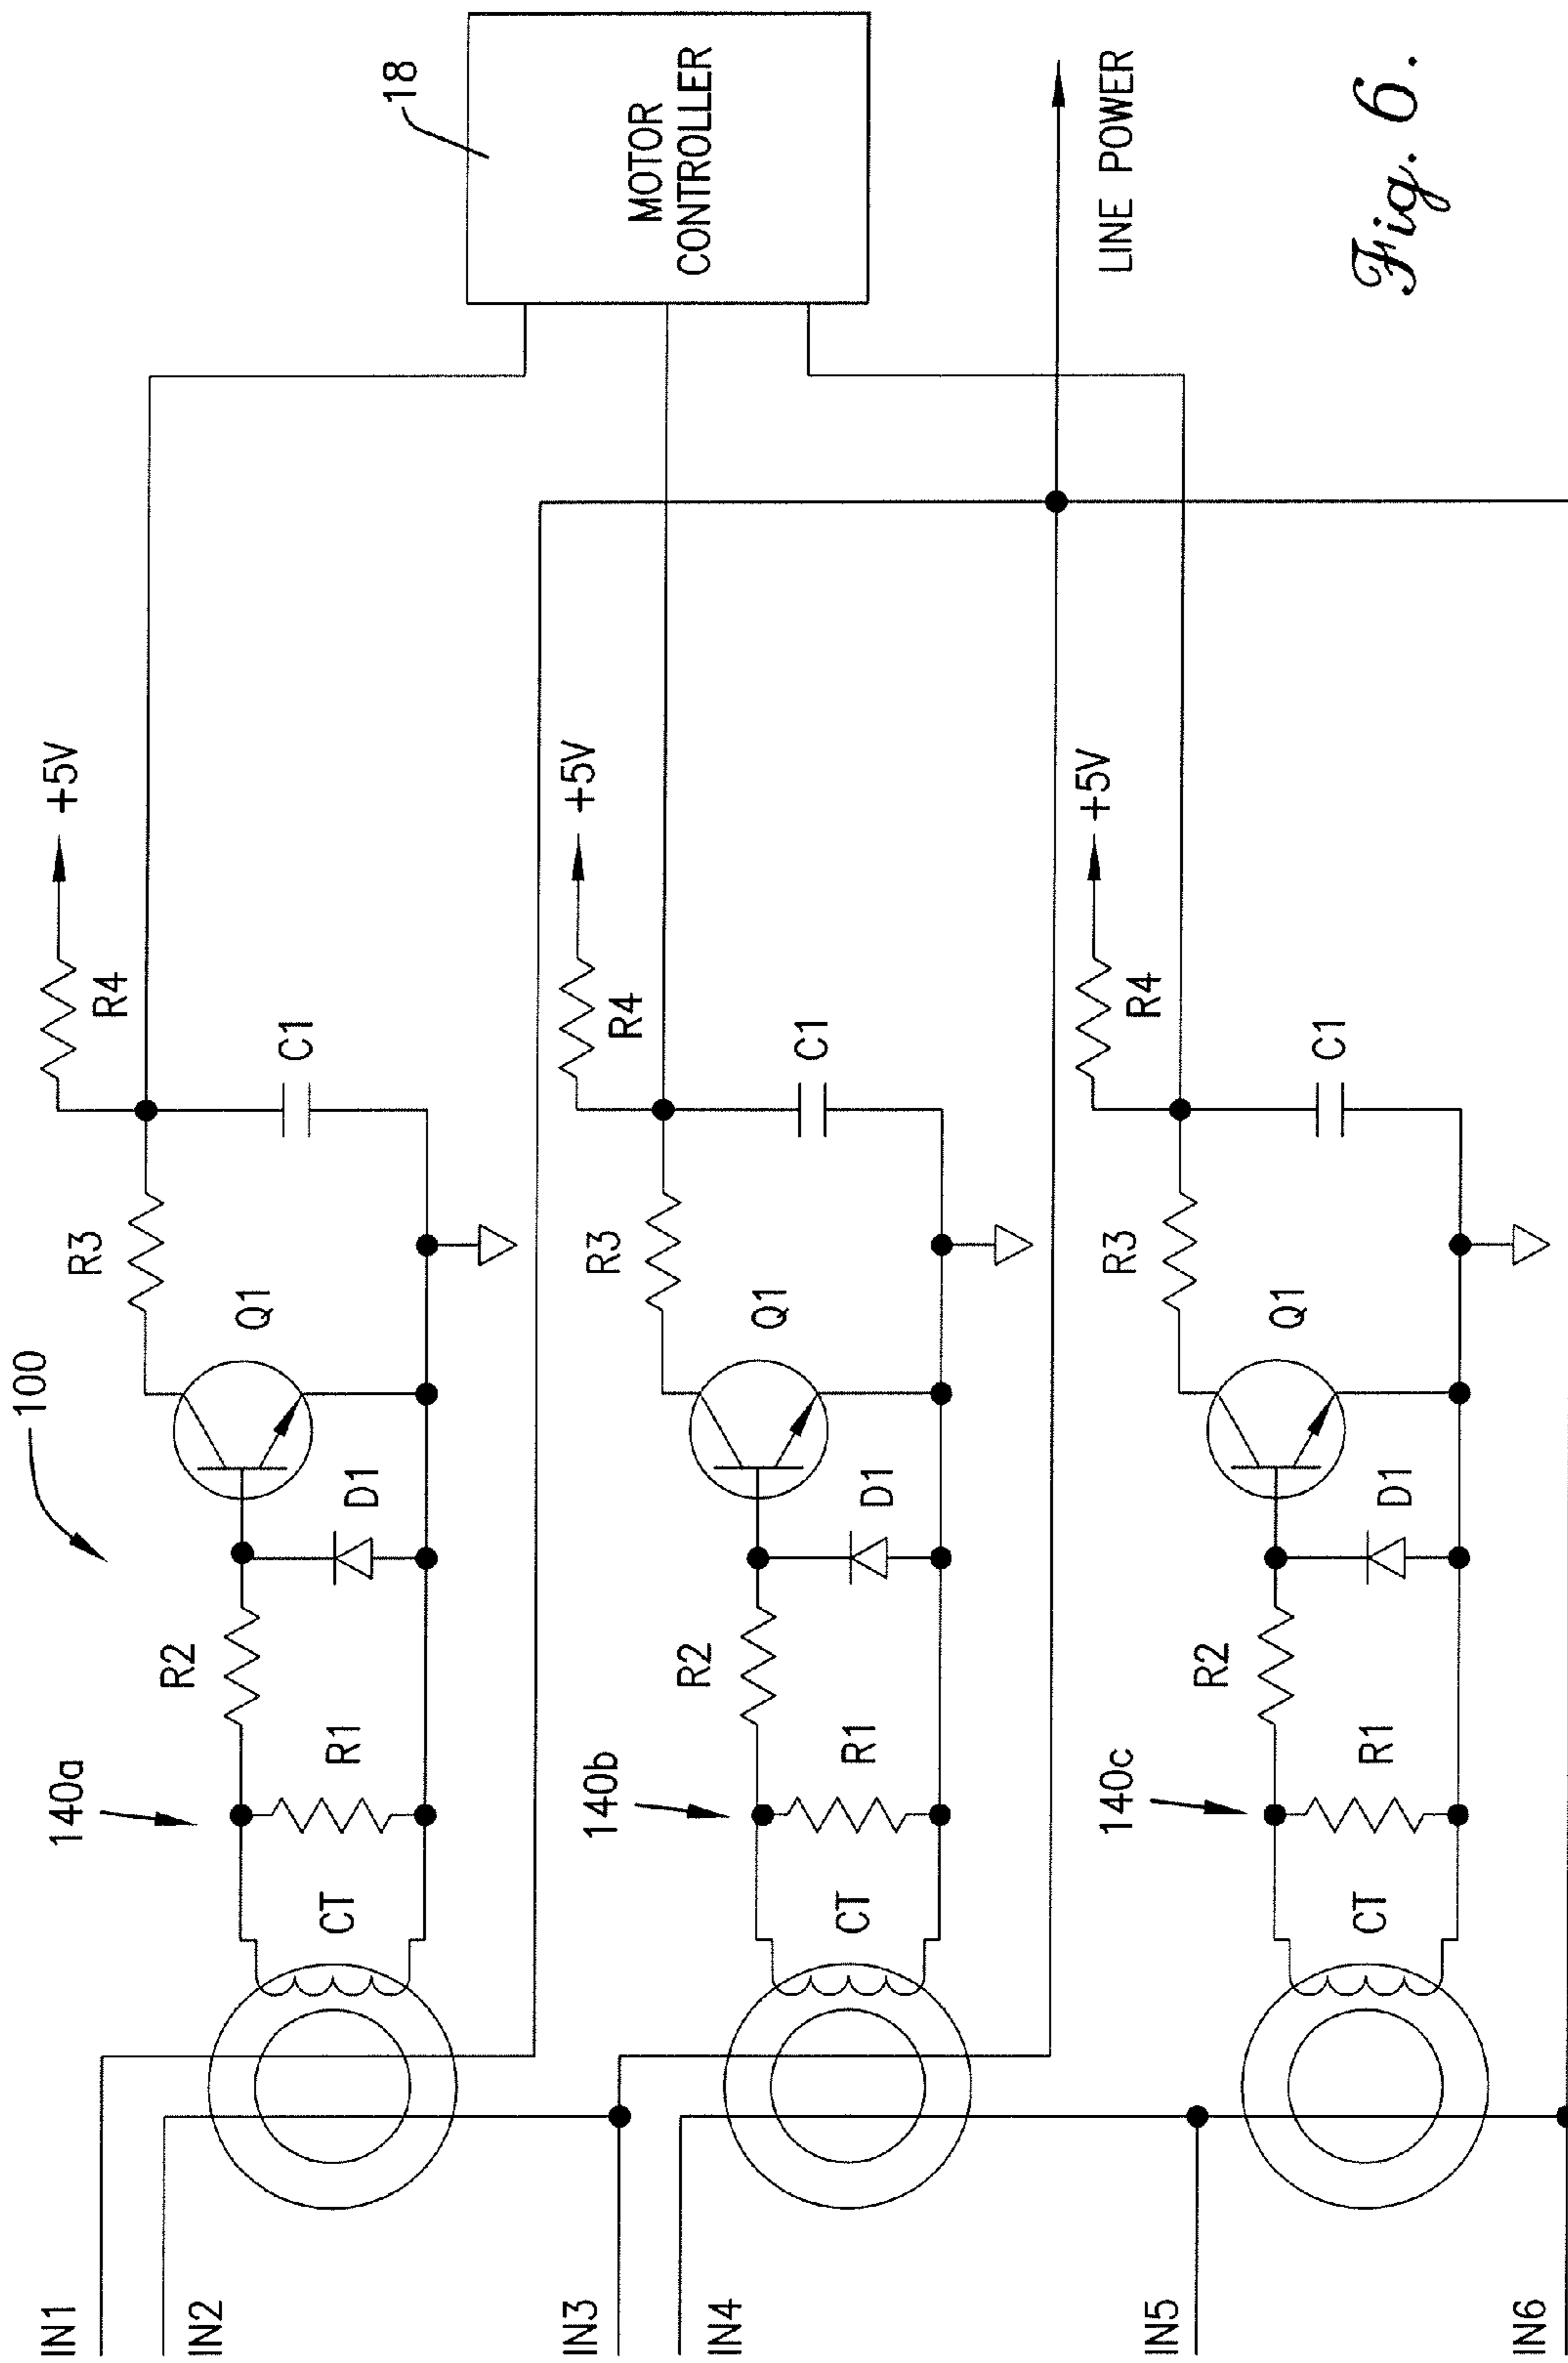 100
140a
IN1
IN2
CT
R1
R2
D1
Q1
R3
C1
R4
+5V
18
MOTOR
CONTROLLER
140b
IN3
IN4
CT
R1
R2
D1
Q1
R3
C1
R4
+5V
140c
IN5
IN6
CT
R1
R2
D1
Q1
R3
C1
R4
+5V
LINE POWER
Fig. 6.